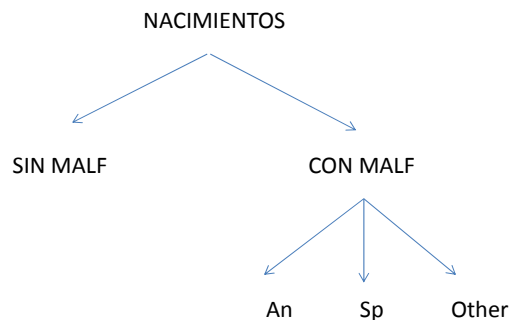 NACIMIENTOS
SIN MALF CON MALF
An Sp Other